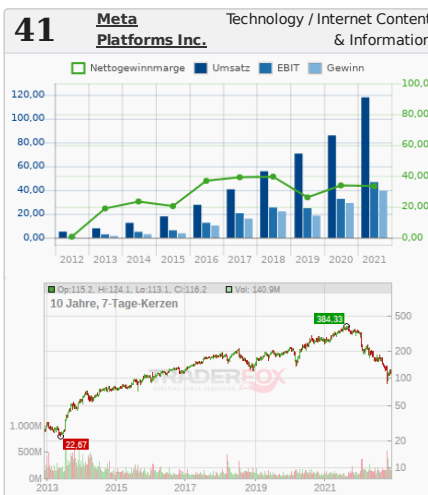 41
Meta Platforms Inc.
Technology / Internet Content & Information
Nettogewinnmarge Umsatz EBIT Gewinn
120,00 100,0
100,00 80,00
80,00 60,00
60,00 40,00
40,00 20,00
20,00 0,00
0,00
2012 2013 2014 2015 2016 2017 2018 2019 2020 2021
Op:115.2, Hi:124.1, Lo:113.1, Cl:116.2 Vol: 140.9M
10 Jahre, 7-Tage-Kerzen
384.33
500
200
TRADERFOX
100
50
1.000M
22,67
20
500M
10
0M
2013 2015 2017 2019 2021